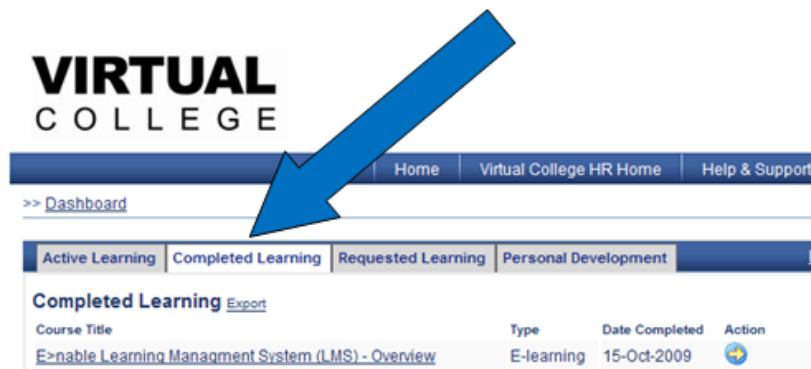 VIRTUAL
COLLEGE
Home Virtual College HR Home Help & Support
>> Dashboard
Active Learning Completed Learning Requested Learning Personal Development
Completed Learning Export
Course Title Type Date Completed Action
E>nable Learning Managment System (LMS) - Overview E-learning 15-Oct-2009